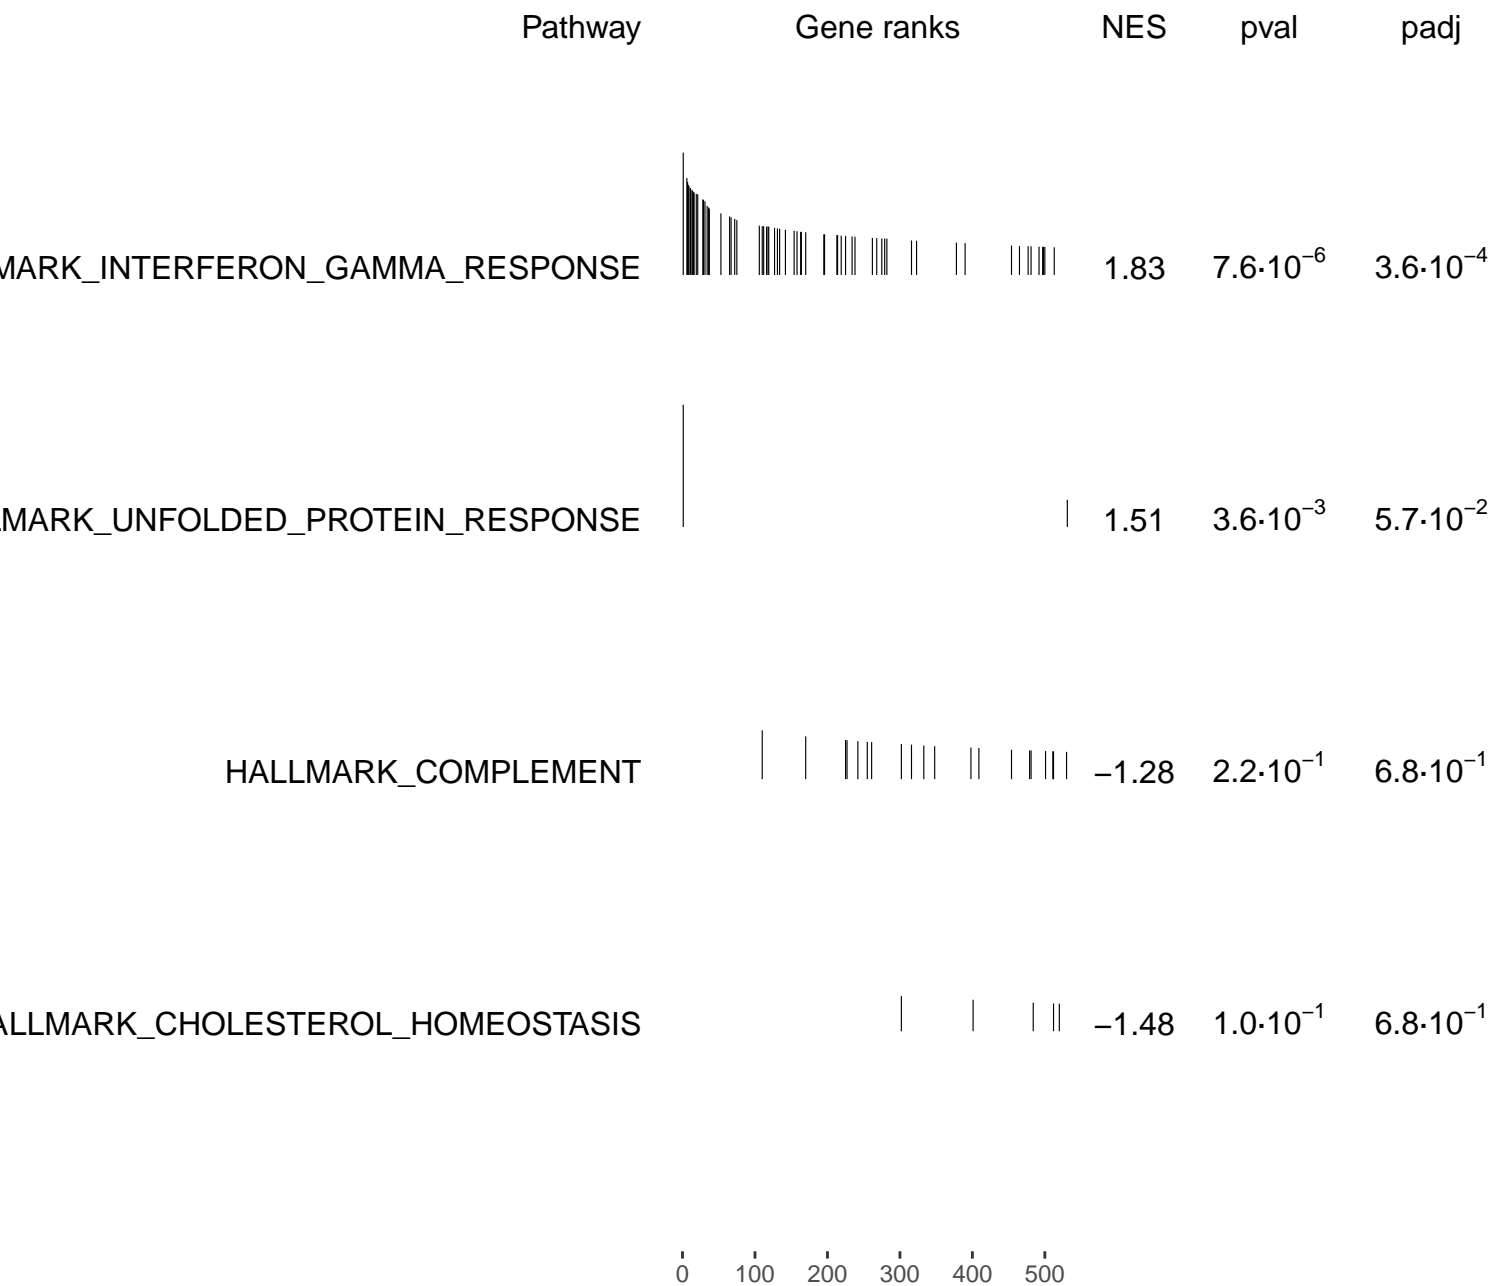 Pathway Gene ranks NES pval padj
MARK_INTERFERON_GAMMA_RESPONSE 1.83 7.6·10⁻⁶ 3.6·10⁻⁴
MARK_UNFOLDED_PROTEIN_RESPONSE 1.51 3.6·10⁻³ 5.7·10⁻²
HALLMARK_COMPLEMENT −1.28 2.2·10⁻¹ 6.8·10⁻¹
ALLMARK_CHOLESTEROL_HOMEOSTASIS −1.48 1.0·10⁻¹ 6.8·10⁻¹
0 100 200 300 400 500